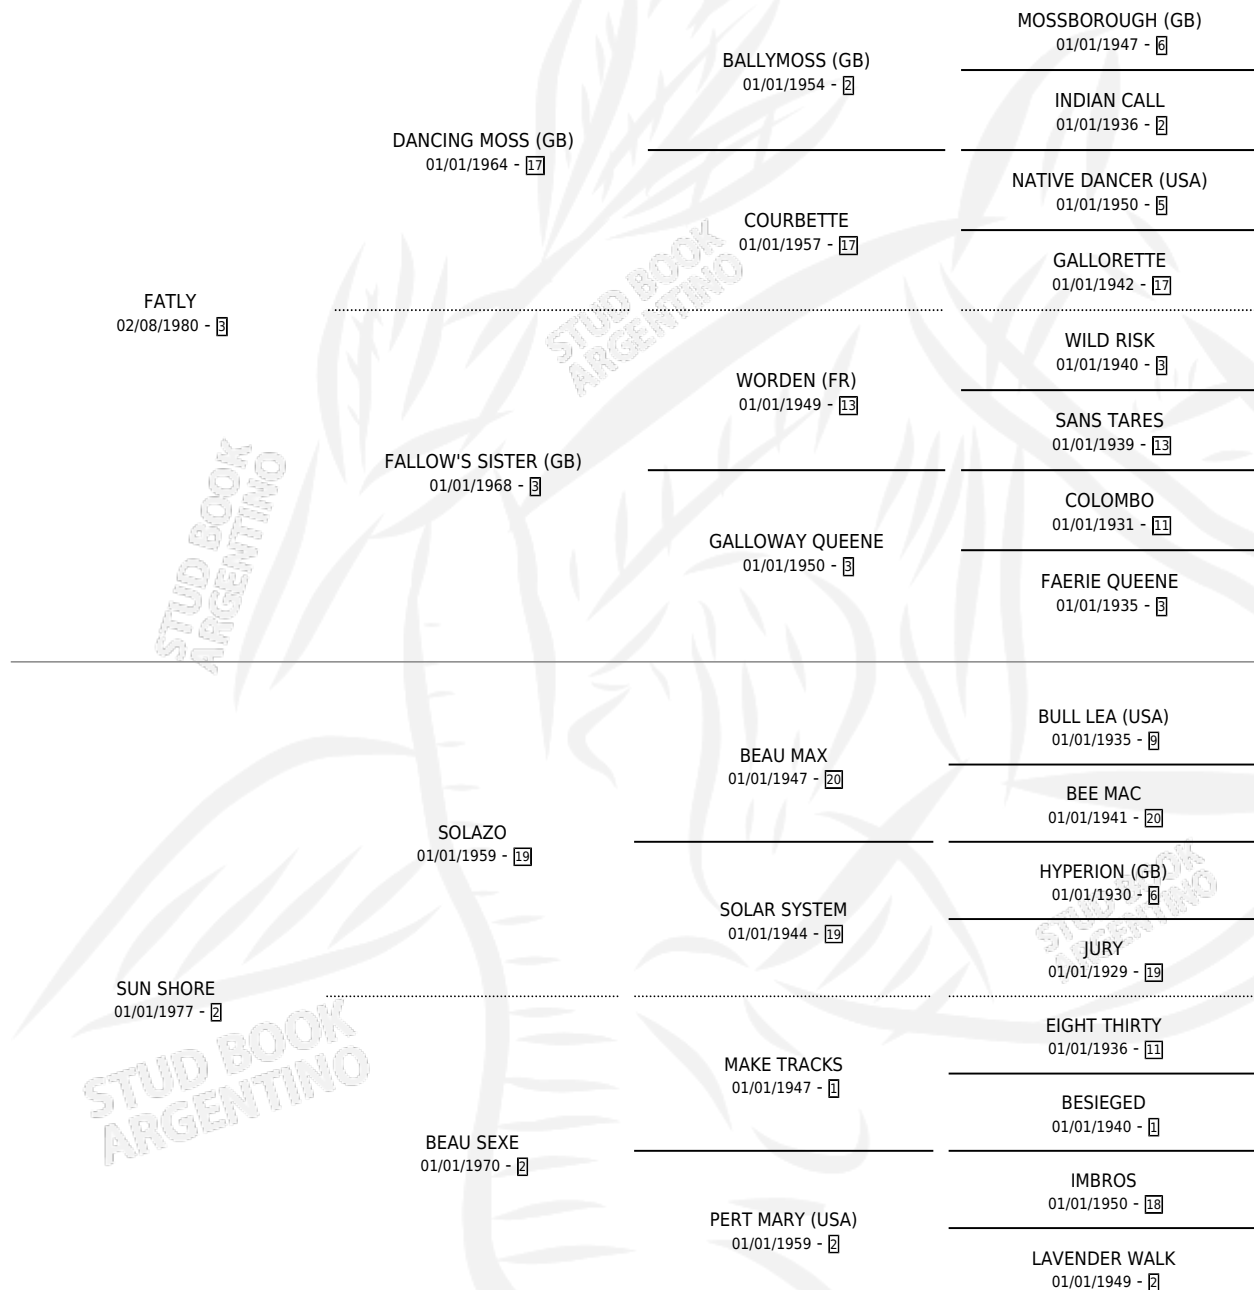 MOSSBOROUGH (GB)
01/01/1947 - 6
BALLYMOSS (GB)
01/01/1954 - 2
INDIAN CALL
01/01/1936 - 2
DANCING MOSS (GB)
01/01/1964 - 17
NATIVE DANCER (USA)
01/01/1950 - 5
COURBETTE
01/01/1957 - 17
GALLORETTE
01/01/1942 - 17
FATLY
02/08/1980 - 3
WILD RISK
01/01/1940 - 3
WORDEN (FR)
01/01/1949 - 13
SANS TARES
01/01/1939 - 13
FALLOW'S SISTER (GB)
01/01/1968 - 3
COLOMBO
01/01/1931 - 11
GALLOWAY QUEENE
01/01/1950 - 3
FAERIE QUEENE
01/01/1935 - 3
BULL LEA (USA)
01/01/1935 - 9
BEAU MAX
01/01/1947 - 20
BEE MAC
01/01/1941 - 20
SOLAZO
01/01/1959 - 19
HYPERION (GB)
01/01/1930 - 6
SOLAR SYSTEM
01/01/1944 - 19
JURY
01/01/1929 - 19
SUN SHORE
01/01/1977 - 2
EIGHT THIRTY
01/01/1936 - 11
MAKE TRACKS
01/01/1947 - 1
BESIEGED
01/01/1940 - 1
BEAU SEXE
01/01/1970 - 2
IMBROS
01/01/1950 - 18
PERT MARY (USA)
01/01/1959 - 2
LAVENDER WALK
01/01/1949 - 2
STUD BOOK
ARGENTINO
STUD BOOK
ARGENTINO
STUD BOOK
ARGENTINO
STUD BOOK
ARGENTINO